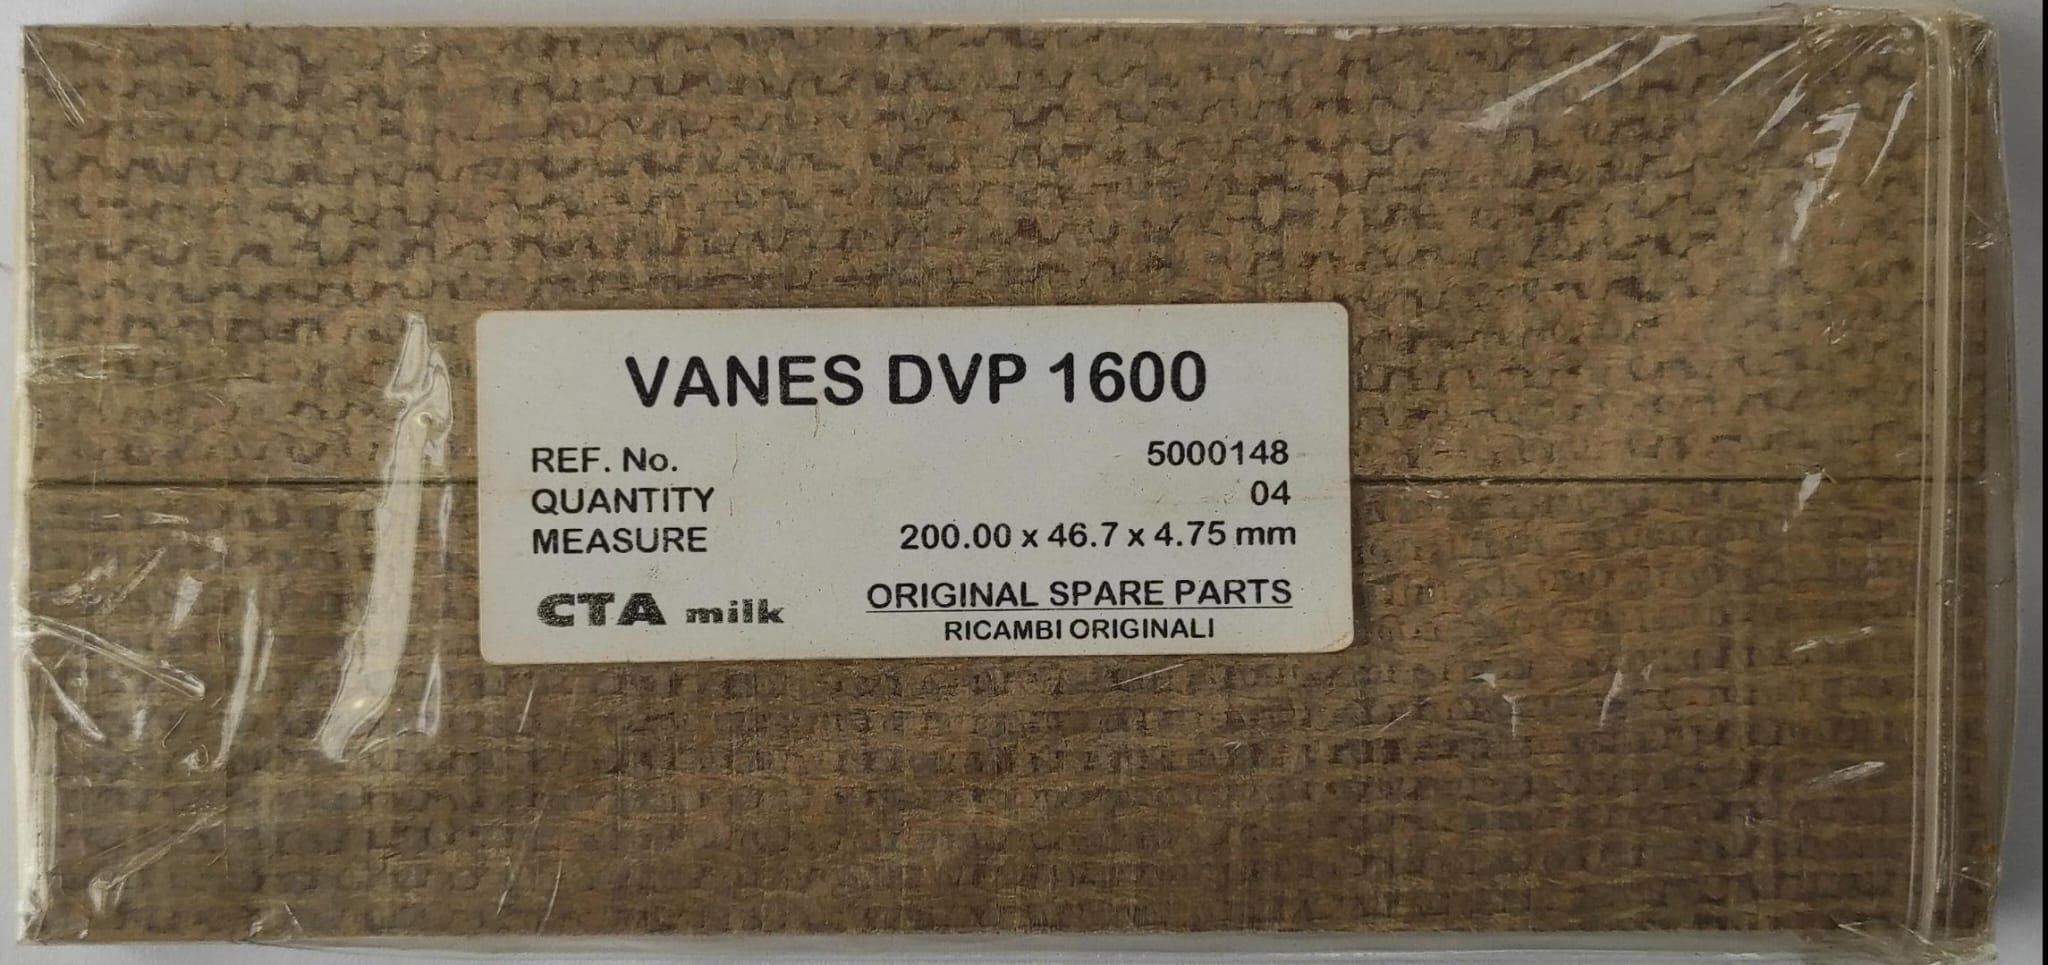 VANES DVP 1600
REF. No. 5000148
QUANTITY 04
MEASURE 200.00 x 46.7 x 4.75 mm
CTA milk ORIGINAL SPARE PARTS
RICAMBI ORIGINALI